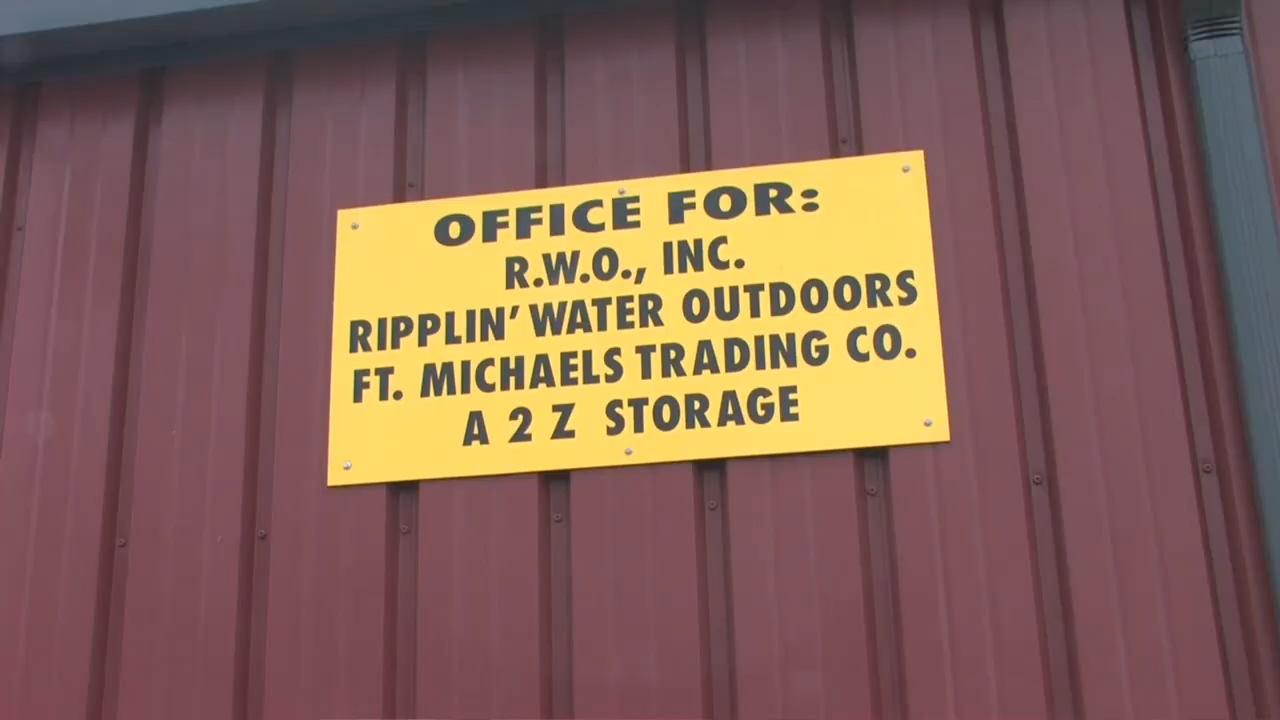 OFFICE FOR:
R.W.O., INC.
RIPPLIN' WATER OUTDOORS
FT. MICHAELS TRADING CO.
A 2 Z STORAGE